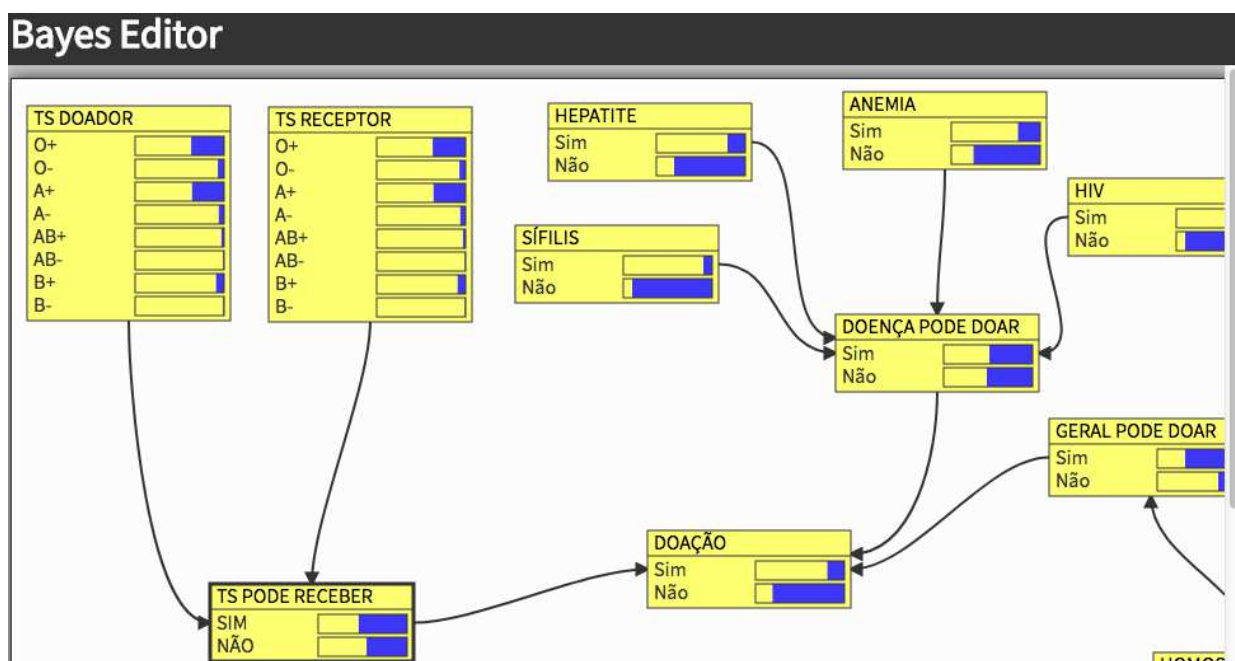 Bayes Editor
TS DOADOR
O+
O-
A+
A-
AB+
AB-
B+
B-
TS RECEPTOR
O+
O-
A+
A-
AB+
AB-
B+
B-
HEPATITE
Sim
Não
ANEMIA
Sim
Não
HIV
Sim
Não
SÍFILIS
Sim
Não
DOENÇA PODE DOAR
Sim
Não
GERAL PODE DOAR
Sim
Não
DOAÇÃO
Sim
Não
TS PODE RECEBER
SIM
NÃO